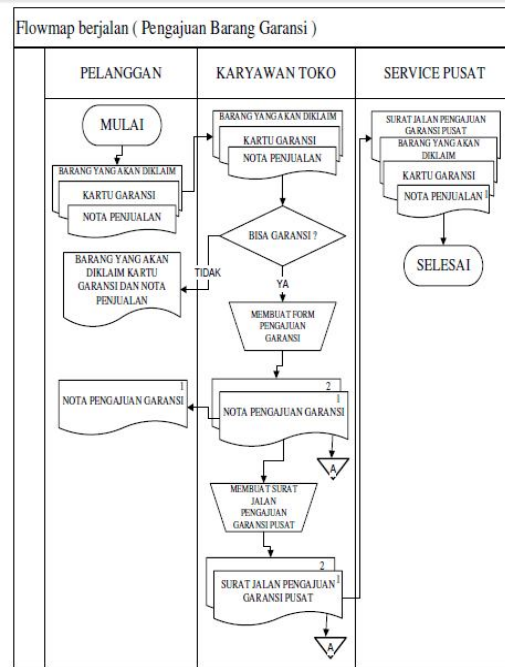 Flowmap berjalan ( Pengajuan Barang Garansi )
PELANGGAN
KARYAWAN TOKO
SERVICE PUSAT
MULAI
BARANG YANG AKAN DIKLAIM
KARTU GARANSI
NOTA PENJUALAN
BARANG YANG AKAN
DIKLAIM KARTU
GARANSI DAN NOTA
PENJUALAN
1
NOTA PENGAJUAN GARANSI
BARANG YANG AKAN DIKLAIM
KARTU GARANSI
NOTA PENJUALAN
BISA GARANSI ?
TIDAK
YA
MEMBUAT FORM
PENGAJUAN
GARANSI
2
1
NOTA PENGAJUAN GARANSI
A
MEMBUAT SURAT
JALAN
PENGAJUAN
GARANSI PUSAT
2
SURAT JALAN PENGAJUAN 1
GARANSI PUSAT
A
SURAT JALAN PENGAJUAN
GARANSI PUSAT
BARANG YANG AKAN
DIKLAIM
KARTU GARANSI
NOTA PENJUALAN 1
SELESAI